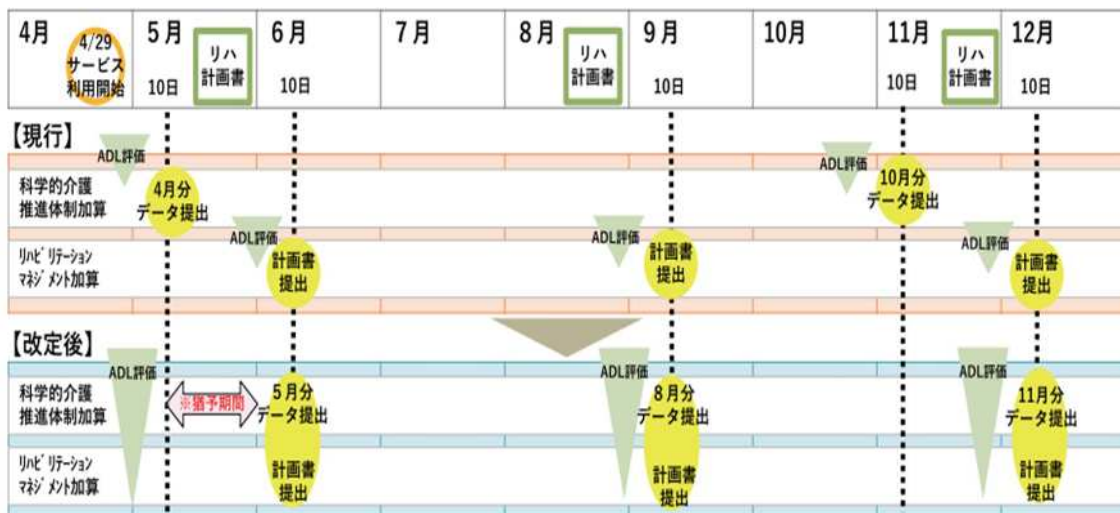 4月
4/29
サービス
利用開始
5月
10日
リハ
計画書
6月
10日
7月
8月
リハ
計画書
9月
10日
10月
11月
10日
リハ
計画書
12月
10日
【現行】
ADL評価
ADL評価
科学的介護
推進体制加算
4月分
データ提出
10月分
データ提出
ADL評価
ADL評価
ADL評価
リハビリテーション
マネジメント加算
計画書
提出
計画書
提出
計画書
提出
【改定後】
ADL評価
ADL評価
ADL評価
科学的介護
推進体制加算
※猶予期間
5月分
データ提出
8月分
データ提出
11月分
データ提出
リハビリテーション
マネジメント加算
計画書
提出
計画書
提出
計画書
提出